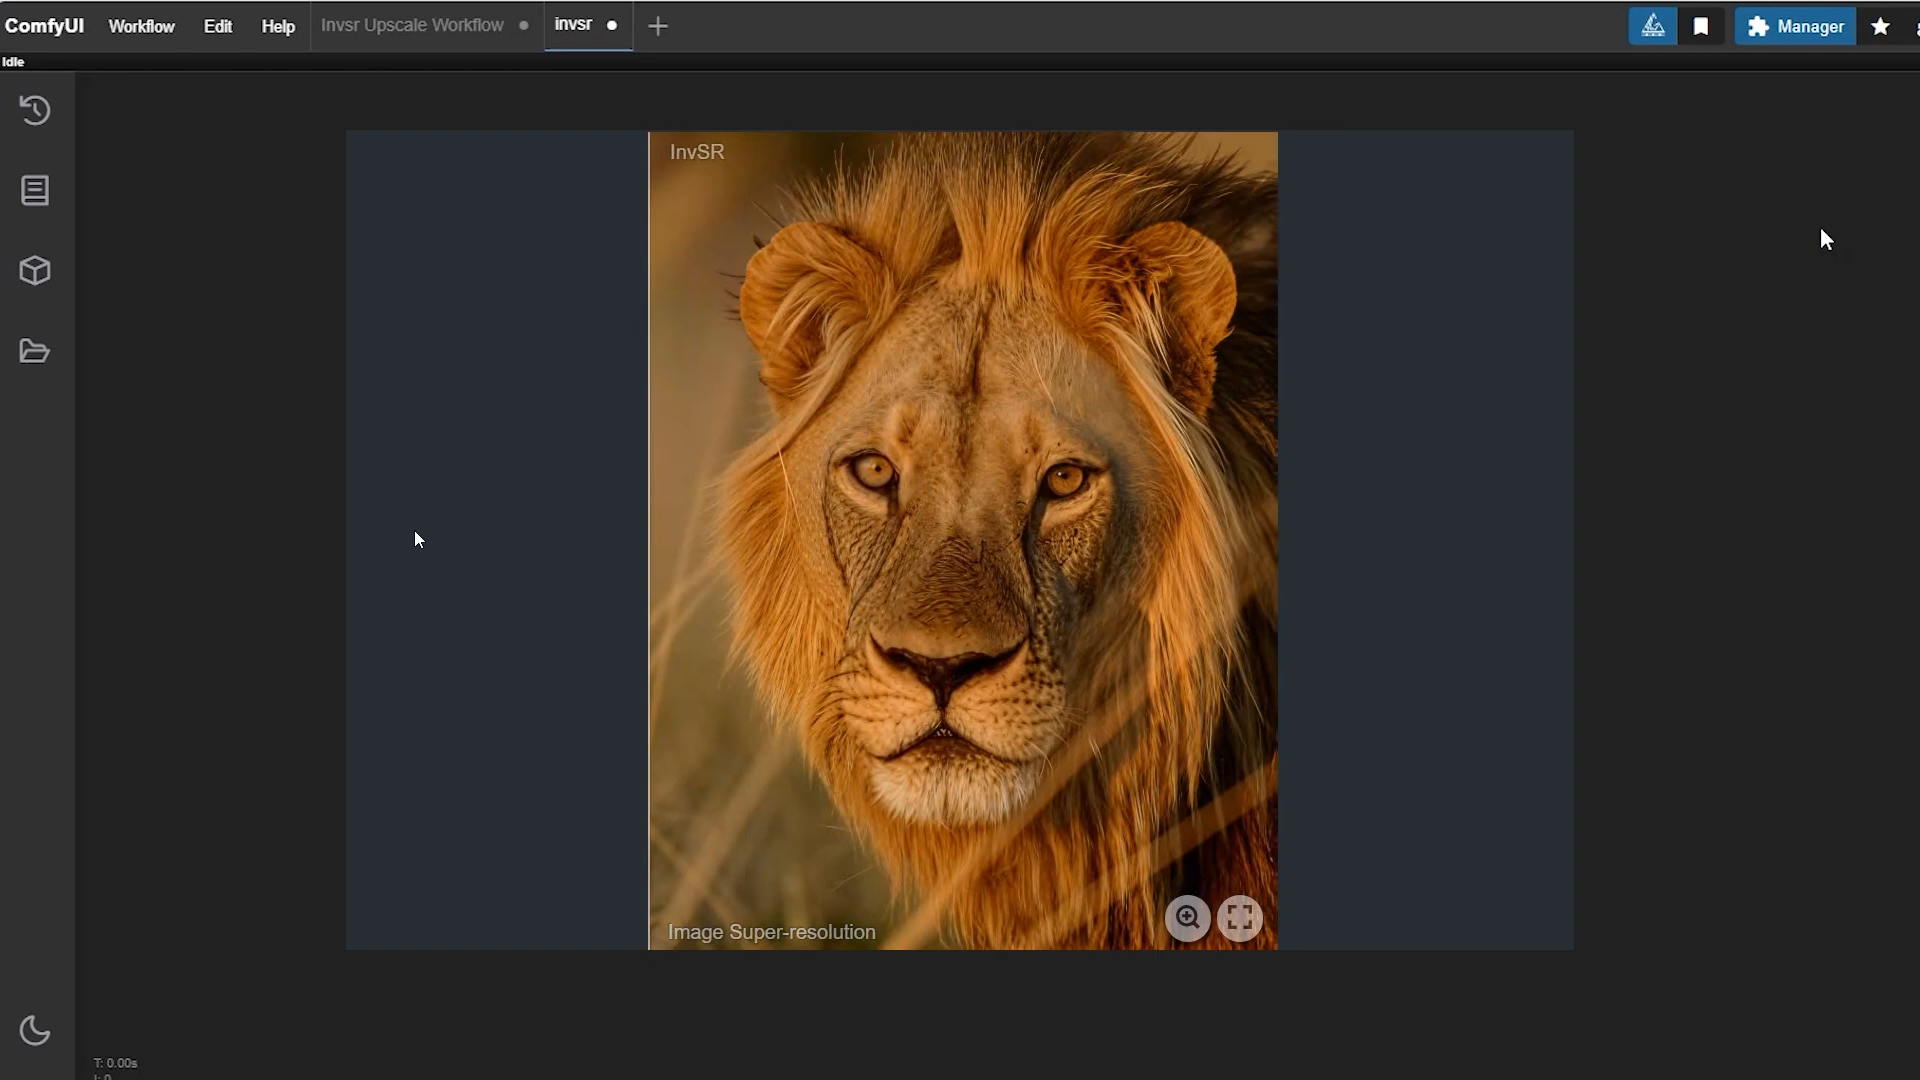 ComfyUI Workflow Edit Help Invsr Upscale Workflow invsr Manager
Idle
InvSR
Image Super-resolution
T: 0.00s